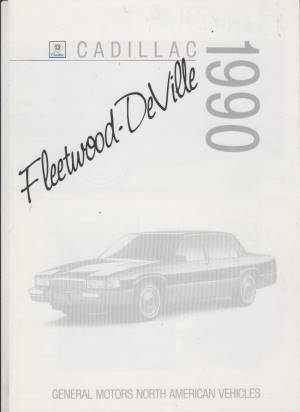 CADILLAC
1990
Fleetwood-DeVille
GENERAL MOTORS NORTH AMERICAN VEHICLES